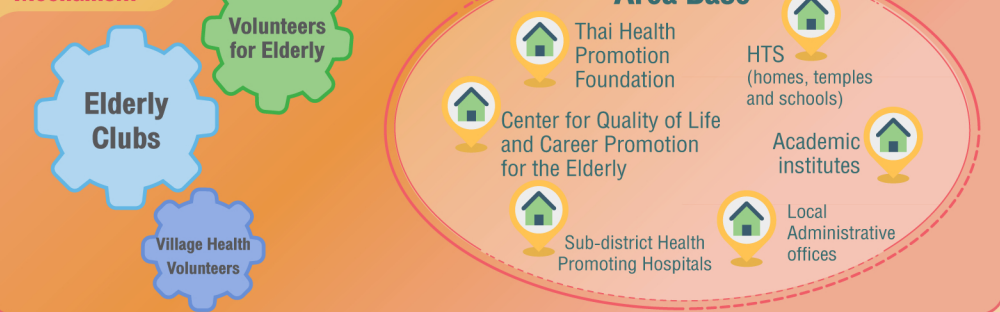 Volunteers
for Elderly
Elderly
Clubs
Village Health
Volunteers
Area Base
Thai Health
Promotion
Foundation
HTS
(homes, temples
and schools)
Center for Quality of Life
and Career Promotion
for the Elderly
Academic
institutes
Sub-district Health
Promoting Hospitals
Local
Administrative
offices